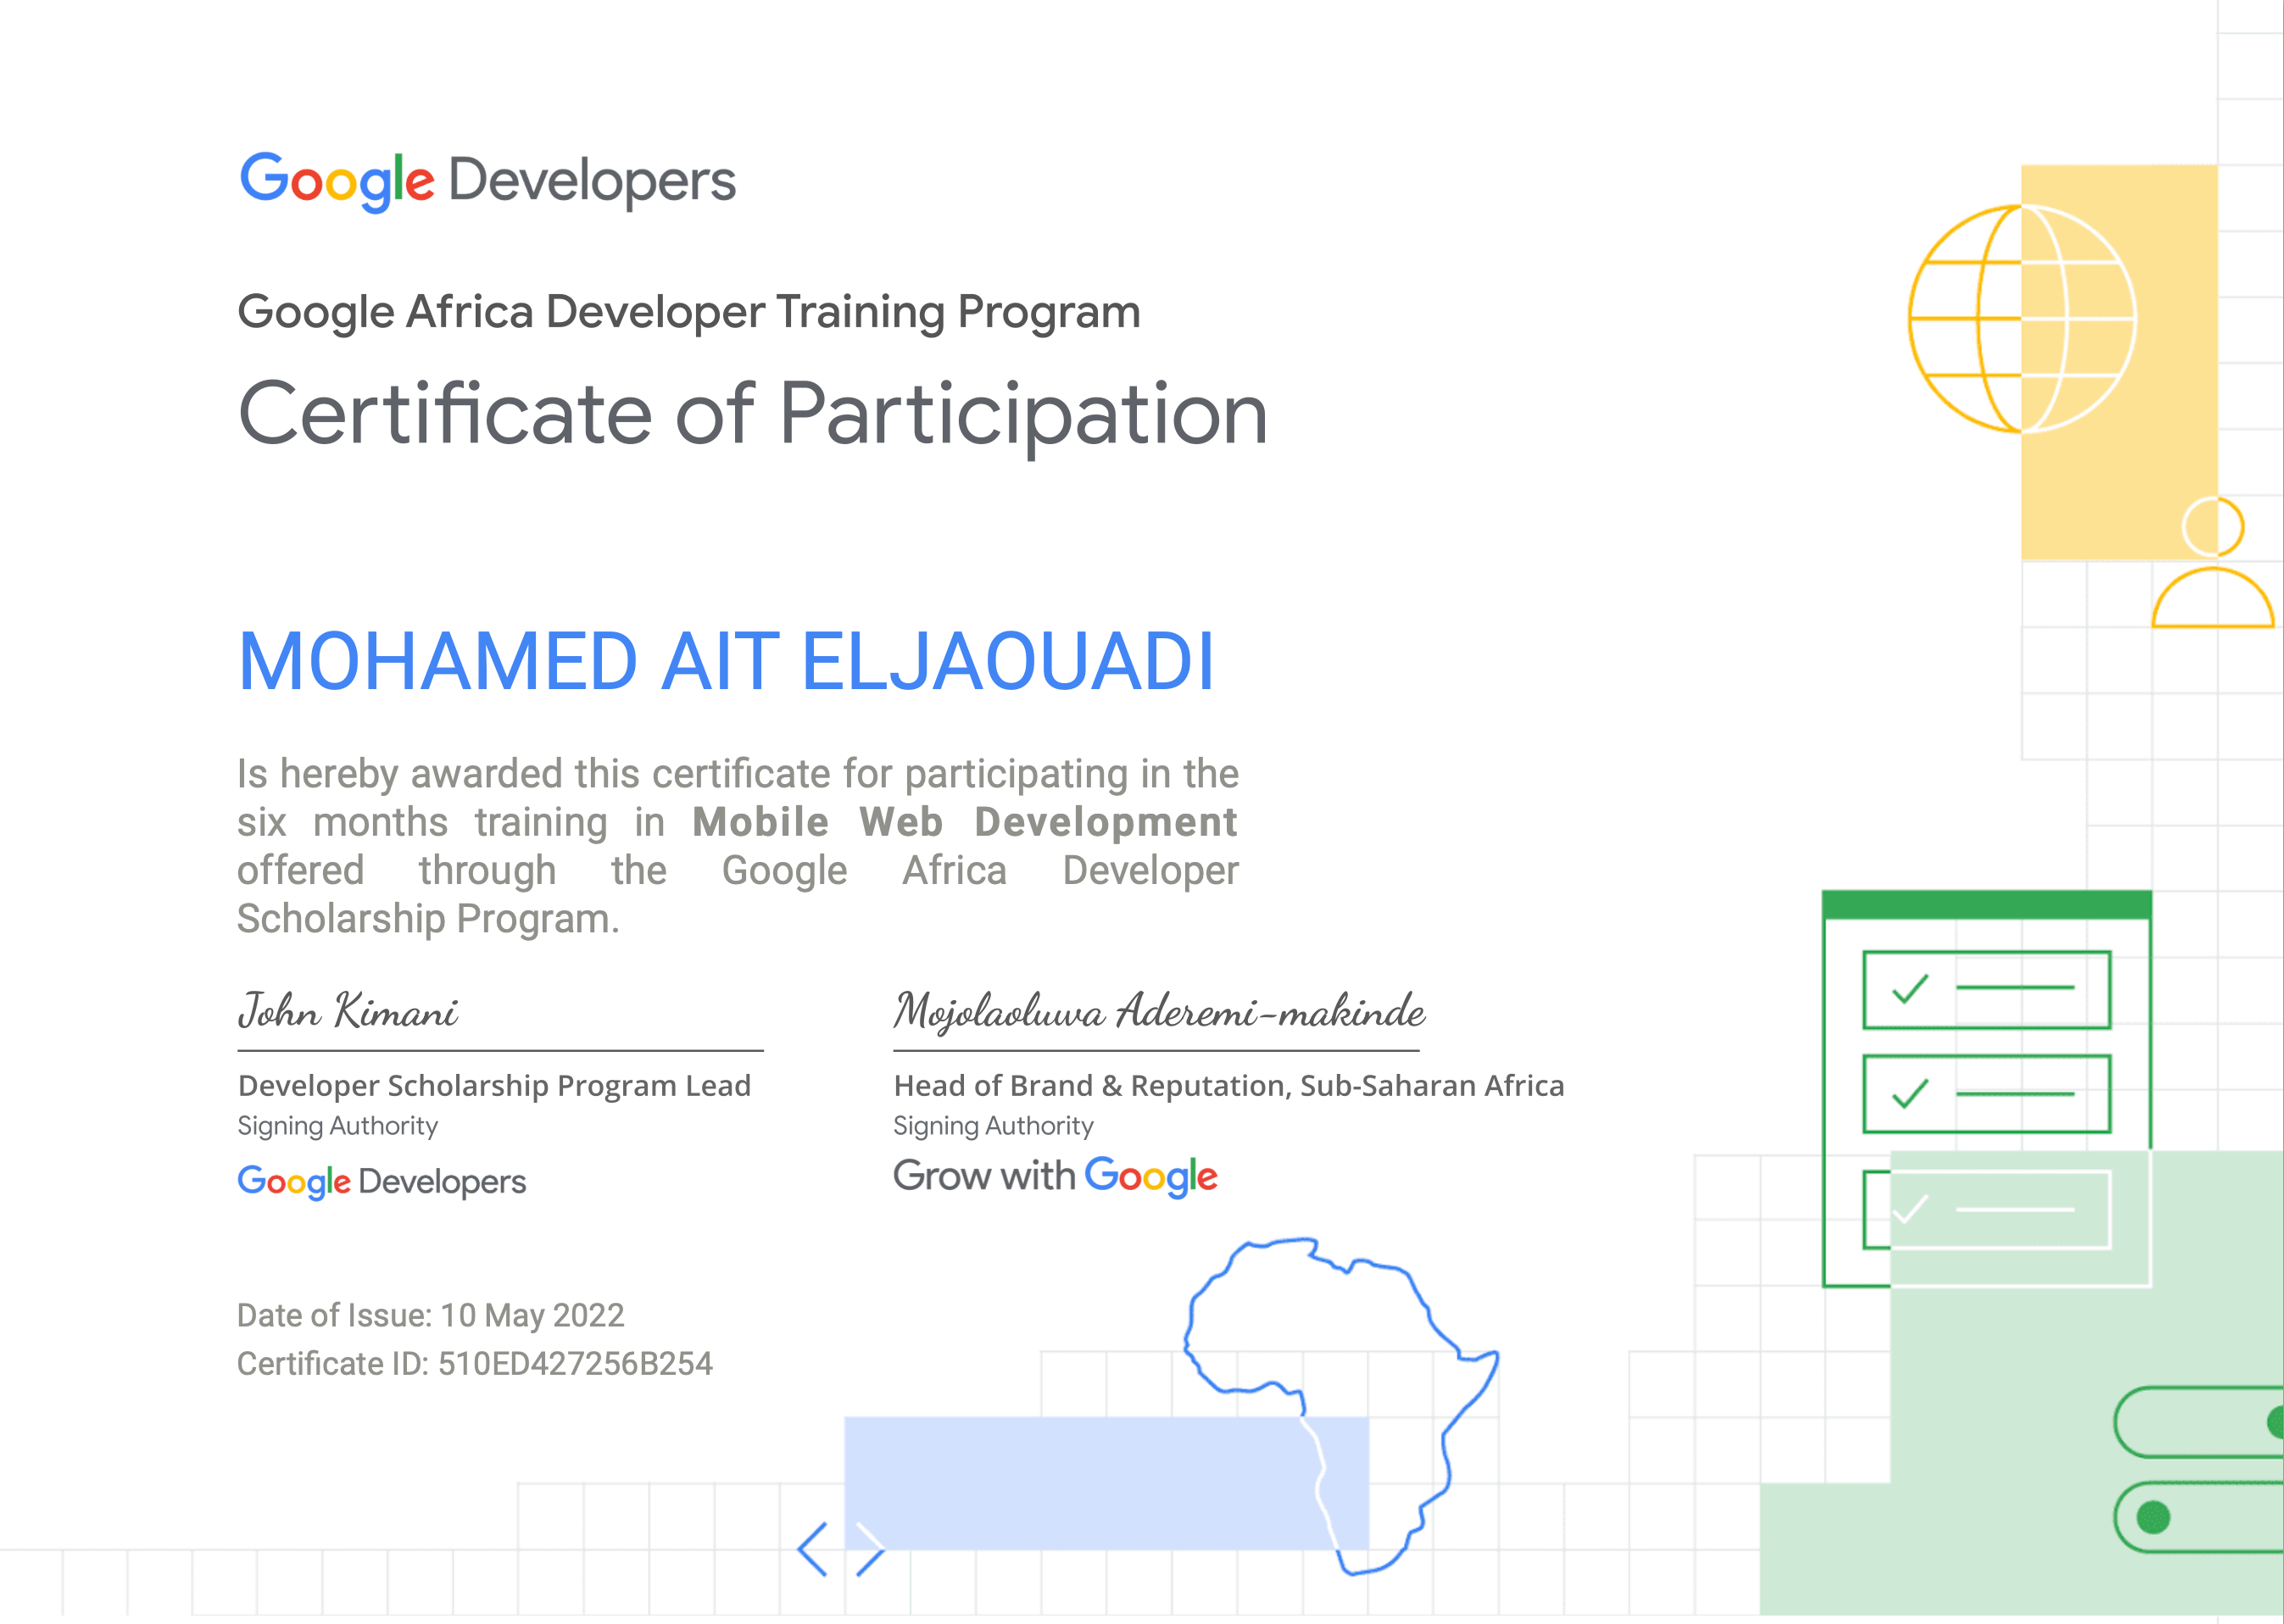 Google Developers
Google Africa Developer Training Program
Certificate of Participation
MOHAMED AIT ELJAOUADI
Is hereby awarded this certificate for participating in the
six months training in Mobile Web Development
offered through the Google Africa Developer
Scholarship Program.
John Kimani
Developer Scholarship Program Lead
Signing Authority
Google Developers
Mojolaoluwa Aderemi-makinde
Head of Brand & Reputation, Sub-Saharan Africa
Signing Authority
Grow with Google
Date of Issue: 10 May 2022
Certificate ID: 510ED427256B254